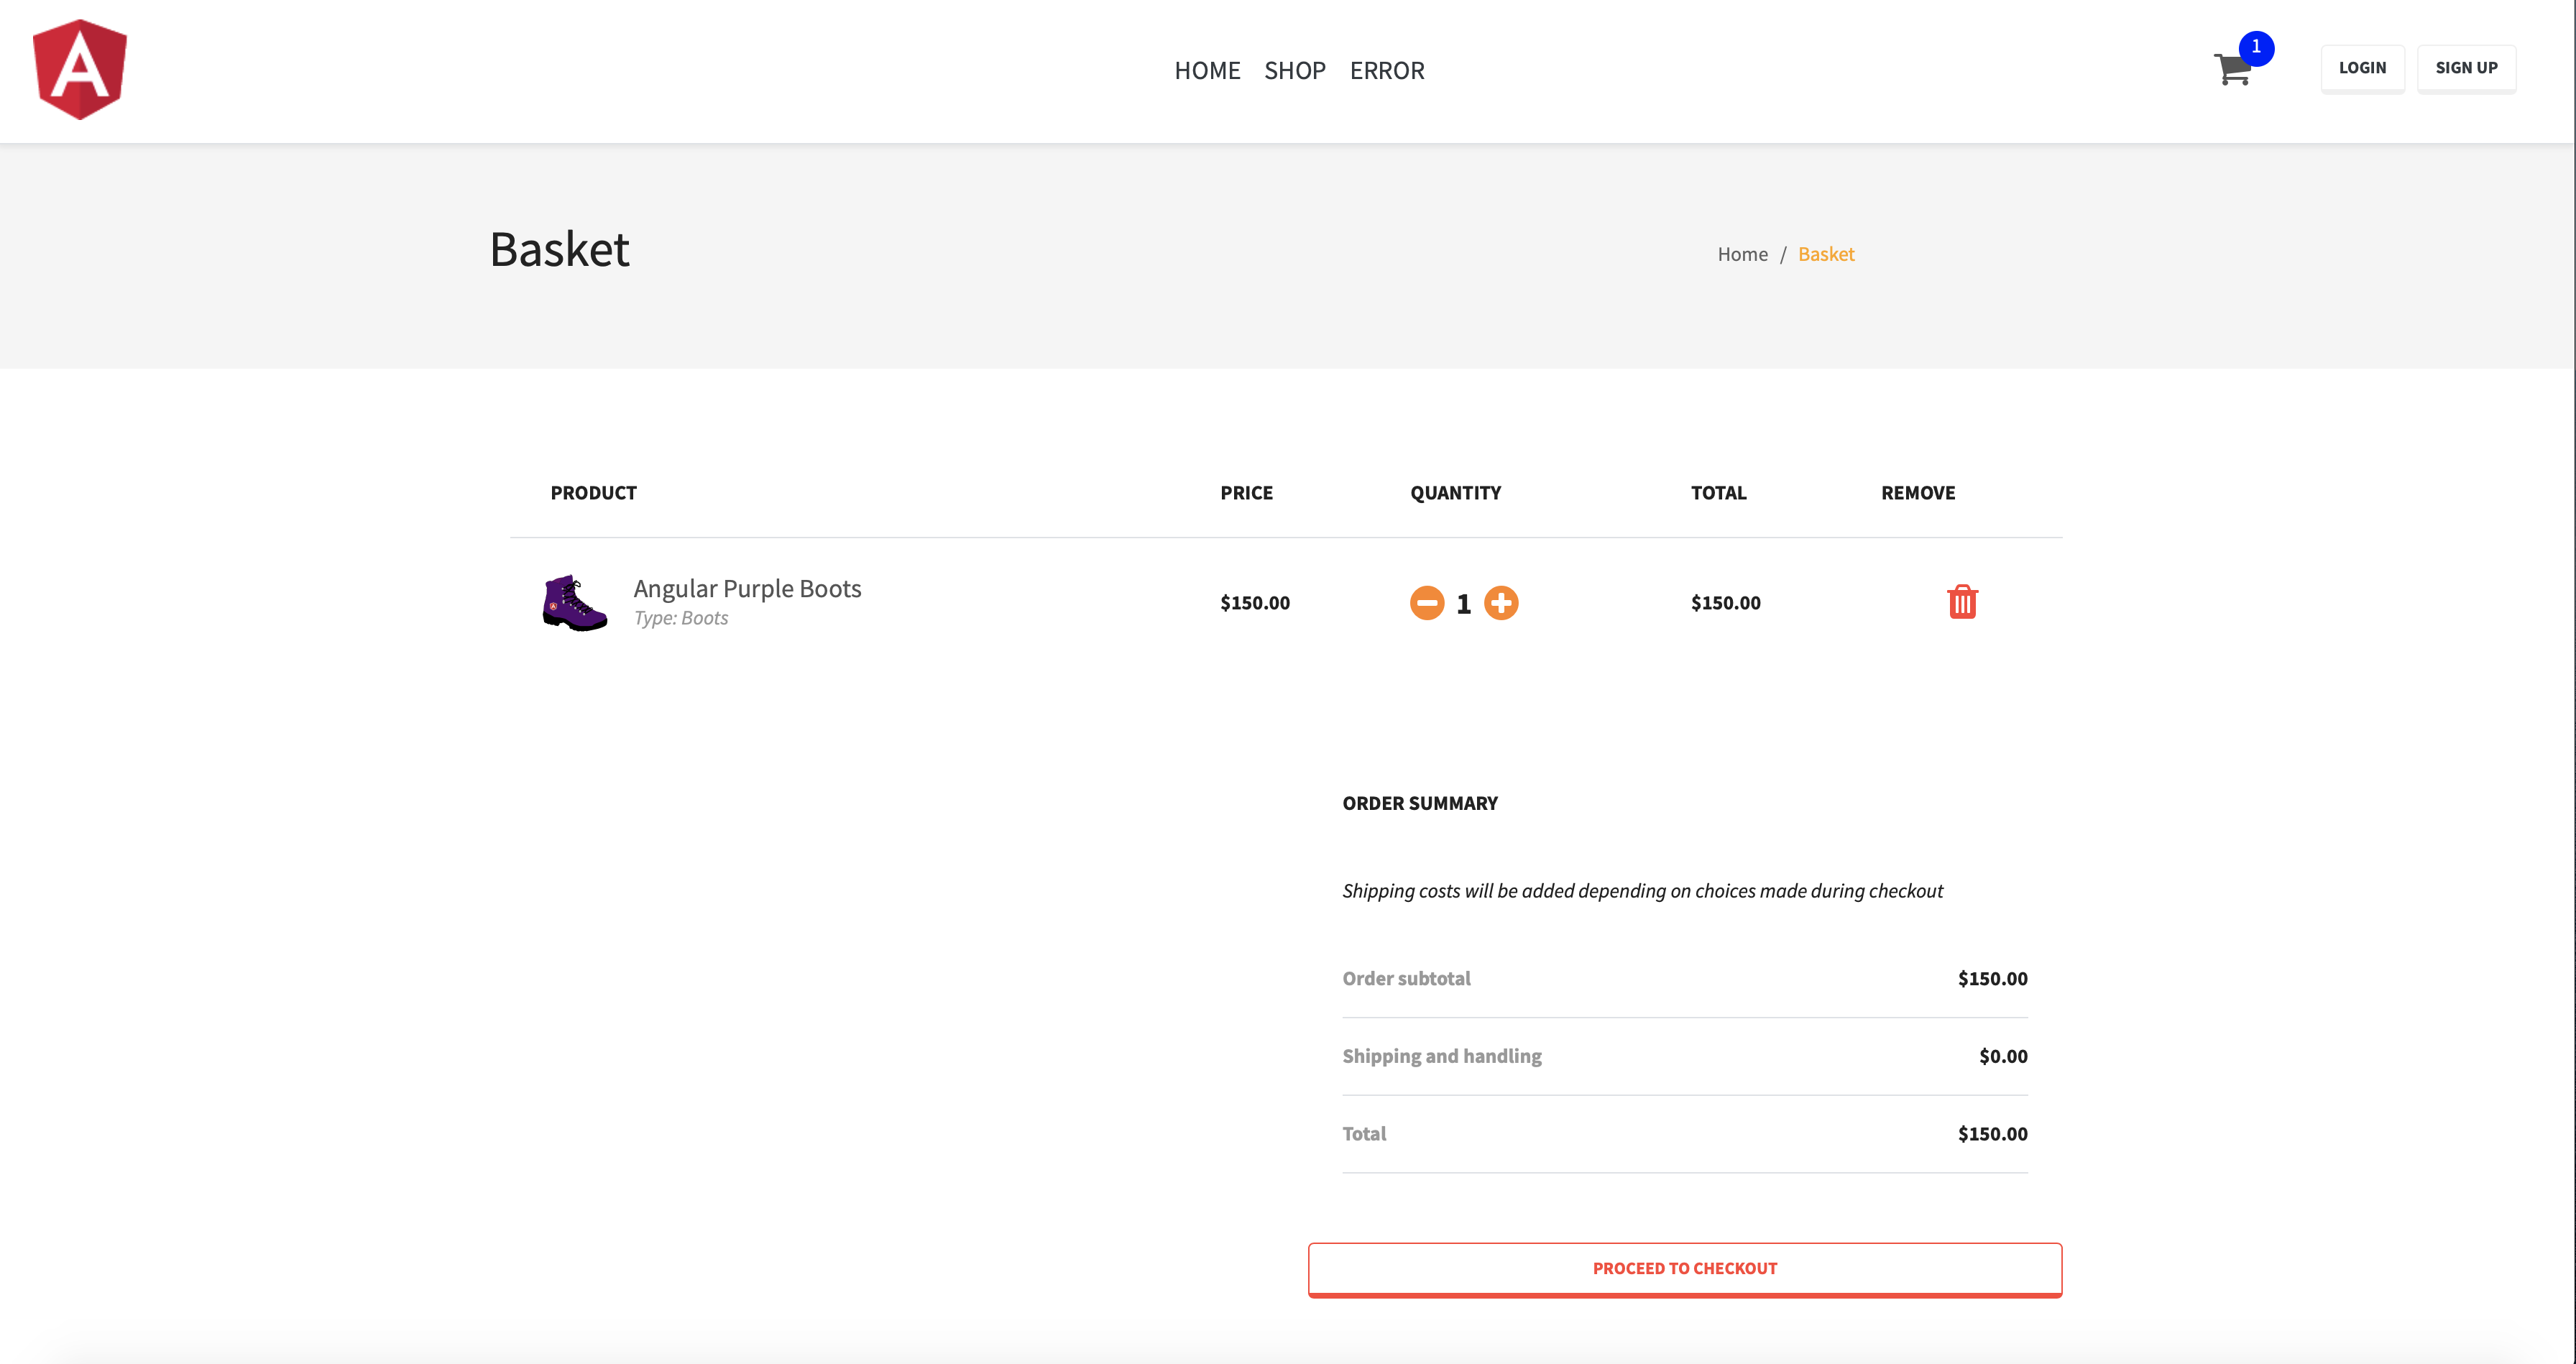 A
HOME SHOP ERROR
1
LOGIN
SIGN UP
Basket
Home / Basket
PRODUCT PRICE QUANTITY TOTAL REMOVE
Angular Purple Boots
Type: Boots
$150.00 1 $150.00
ORDER SUMMARY
Shipping costs will be added depending on choices made during checkout
Order subtotal $150.00
Shipping and handling $0.00
Total $150.00
PROCEED TO CHECKOUT